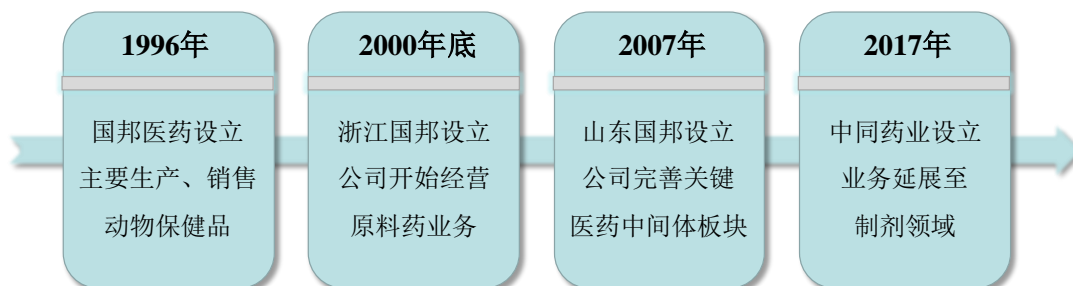 1996年
国邦医药设立
主要生产、销售
动物保健品
2000年底
浙江国邦设立
公司开始经营
原料药业务
2007年
山东国邦设立
公司完善关键
医药中间体板块
2017年
中同药业设立
业务延展至
制剂领域